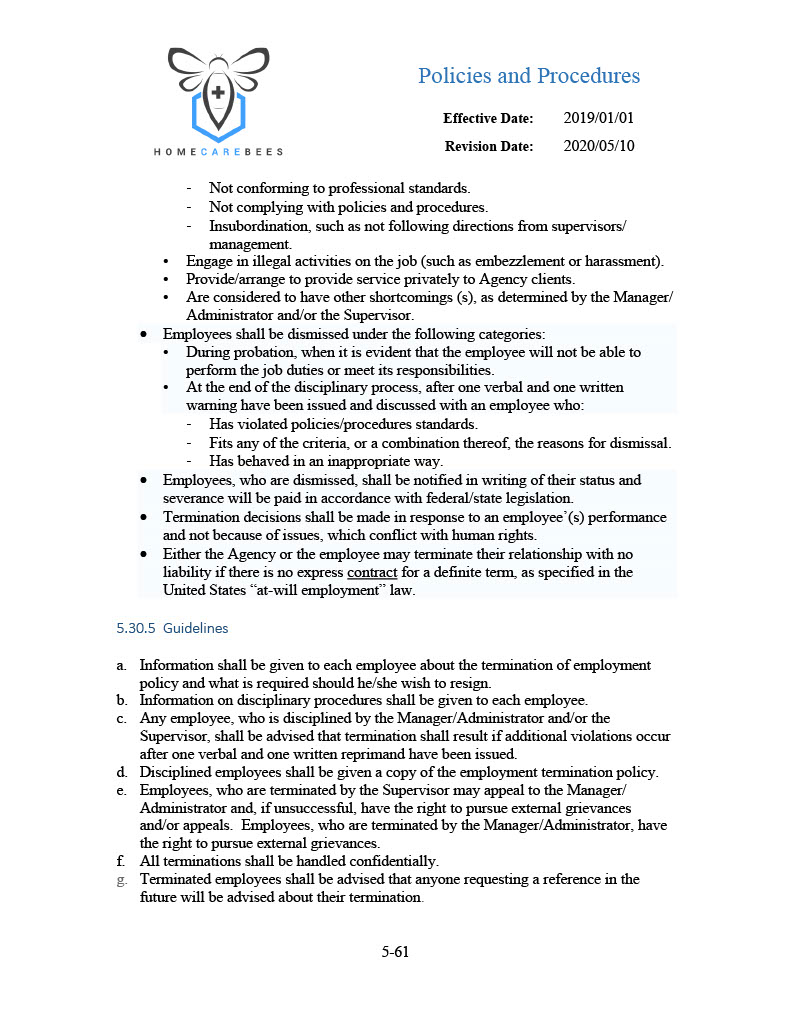 Policies and Procedures
Effective Date: 2019/01/01
Revision Date: 2020/05/10
HOMECAREBEES
- Not conforming to professional standards.
- Not complying with policies and procedures.
- Insubordination, such as not following directions from supervisors/
management.
• Engage in illegal activities on the job (such as embezzlement or harassment).
• Provide/arrange to provide service privately to Agency clients.
• Are considered to have other shortcomings (s), as determined by the Manager/
Administrator and/or the Supervisor.
• Employees shall be dismissed under the following categories:
• During probation, when it is evident that the employee will not be able to
perform the job duties or meet its responsibilities.
• At the end of the disciplinary process, after one verbal and one written
warning have been issued and discussed with an employee who:
- Has violated policies/procedures standards.
- Fits any of the criteria, or a combination thereof, the reasons for dismissal.
- Has behaved in an inappropriate way.
• Employees, who are dismissed, shall be notified in writing of their status and
severance will be paid in accordance with federal/state legislation.
• Termination decisions shall be made in response to an employee’(s) performance
and not because of issues, which conflict with human rights.
• Either the Agency or the employee may terminate their relationship with no
liability if there is no express contract for a definite term, as specified in the
United States “at-will employment” law.
5.30.5 Guidelines
a. Information shall be given to each employee about the termination of employment
policy and what is required should he/she wish to resign.
b. Information on disciplinary procedures shall be given to each employee.
c. Any employee, who is disciplined by the Manager/Administrator and/or the
Supervisor, shall be advised that termination shall result if additional violations occur
after one verbal and one written reprimand have been issued.
d. Disciplined employees shall be given a copy of the employment termination policy.
e. Employees, who are terminated by the Supervisor may appeal to the Manager/
Administrator and, if unsuccessful, have the right to pursue external grievances
and/or appeals. Employees, who are terminated by the Manager/Administrator, have
the right to pursue external grievances.
f. All terminations shall be handled confidentially.
g. Terminated employees shall be advised that anyone requesting a reference in the
future will be advised about their termination.
5-61